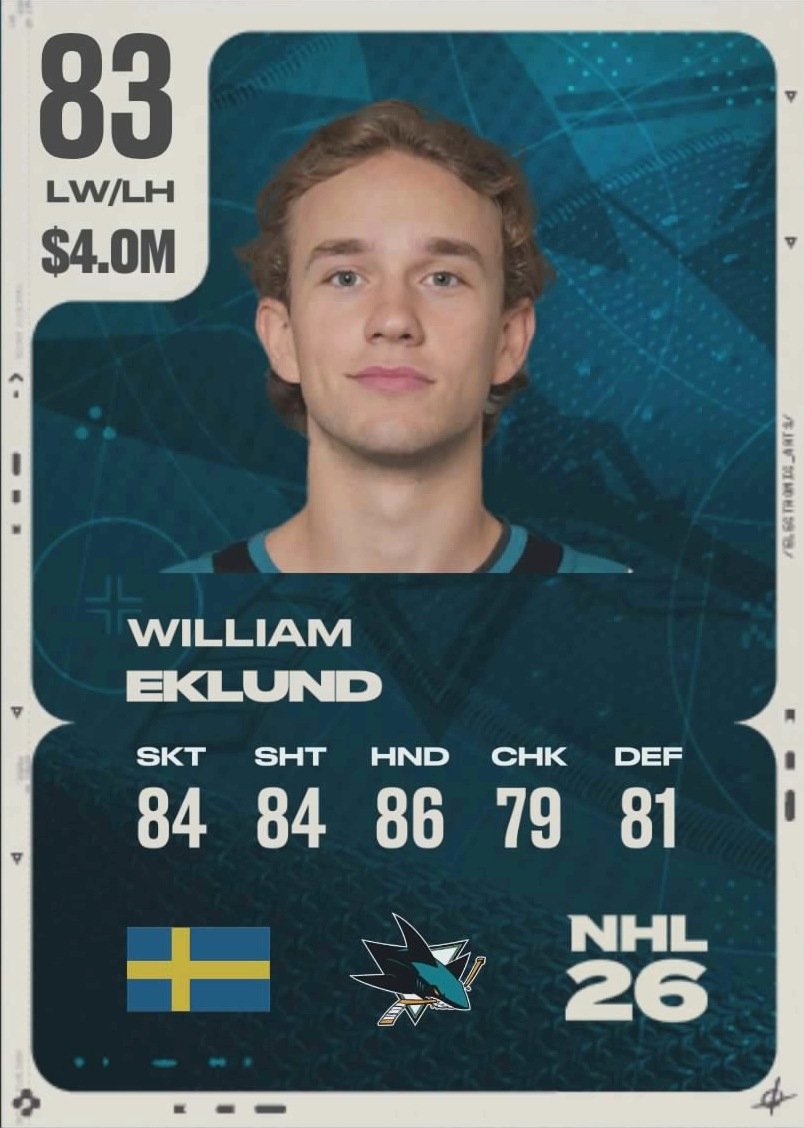 83
LW/LH
$4.0M
WILLIAM
EKLUND
SKT SHT HND CHK DEF
84 84 86 79 81
NHL
26
/ELECTRONIC_ARTS/